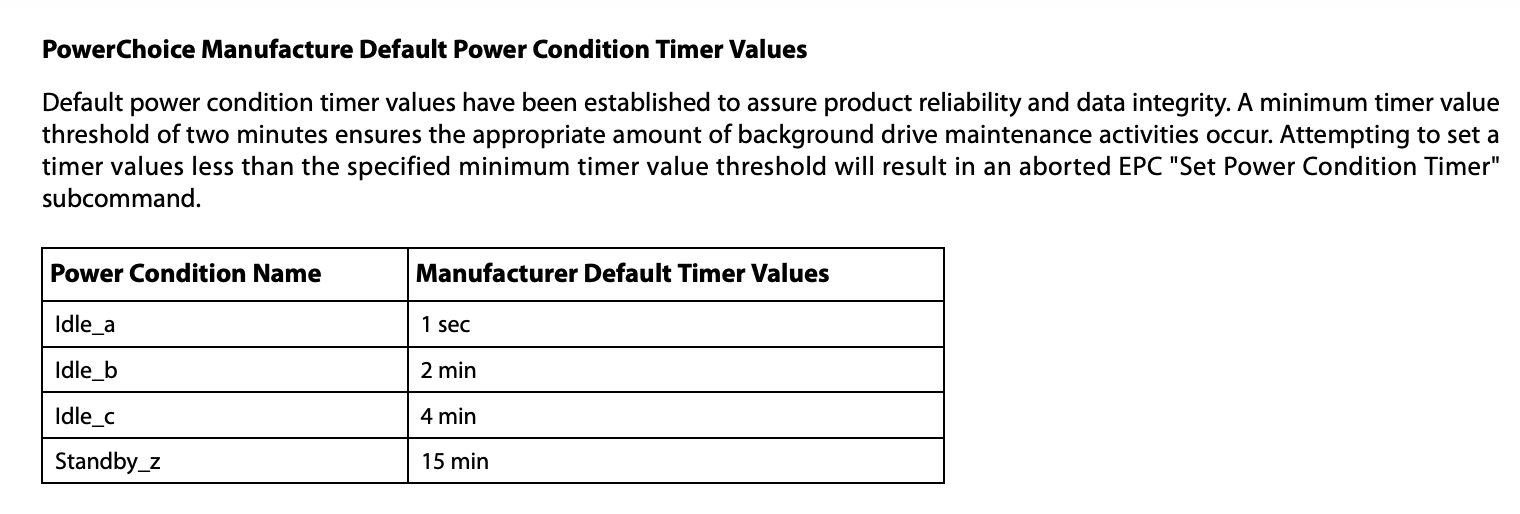 PowerChoice Manufacture Default Power Condition Timer Values
Default power condition timer values have been established to assure product reliability and data integrity. A minimum timer value
threshold of two minutes ensures the appropriate amount of background drive maintenance activities occur. Attempting to set a
timer values less than the specified minimum timer value threshold will result in an aborted EPC "Set Power Condition Timer"
subcommand.
Power Condition Name Manufacturer Default Timer Values
Idle_a 1 sec
Idle_b 2 min
Idle_c 4 min
Standby_z 15 min